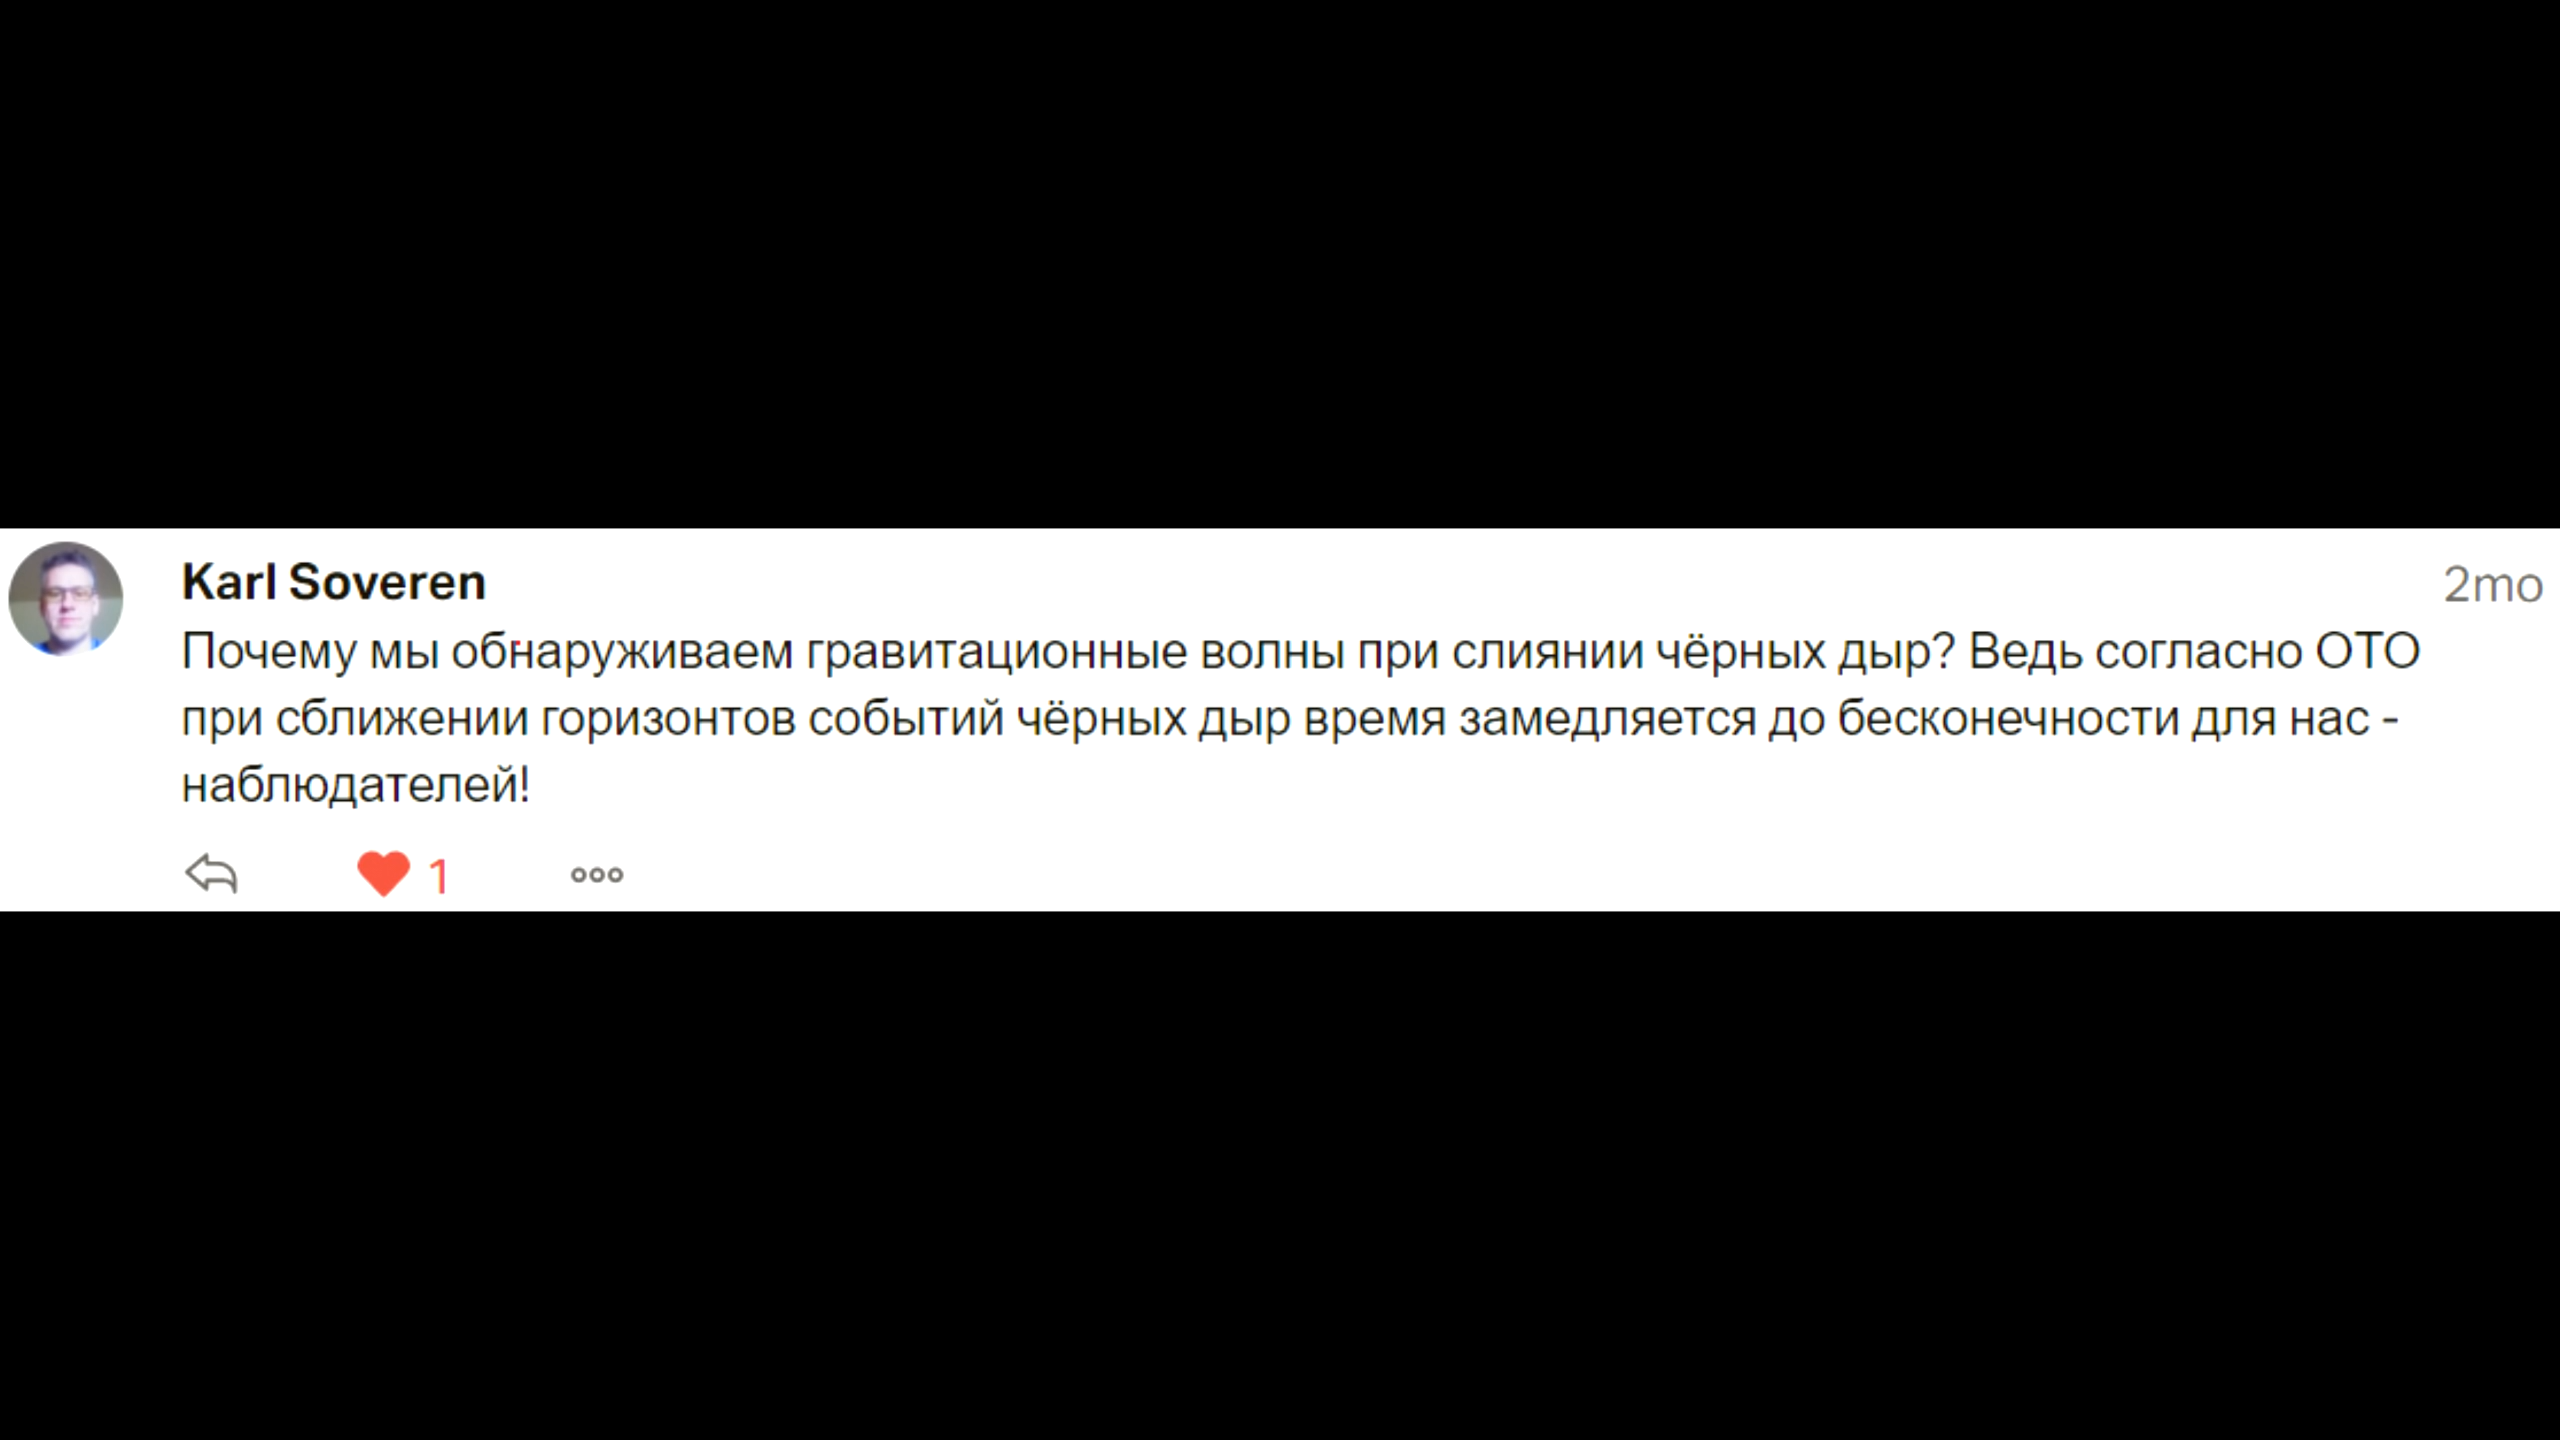 Karl Soveren
2mo
Почему мы обнаруживаем гравитационные волны при слиянии чёрных дыр? Ведь согласно ОТО
при сближении горизонтов событий чёрных дыр время замедляется до бесконечности для нас -
наблюдателей!
1